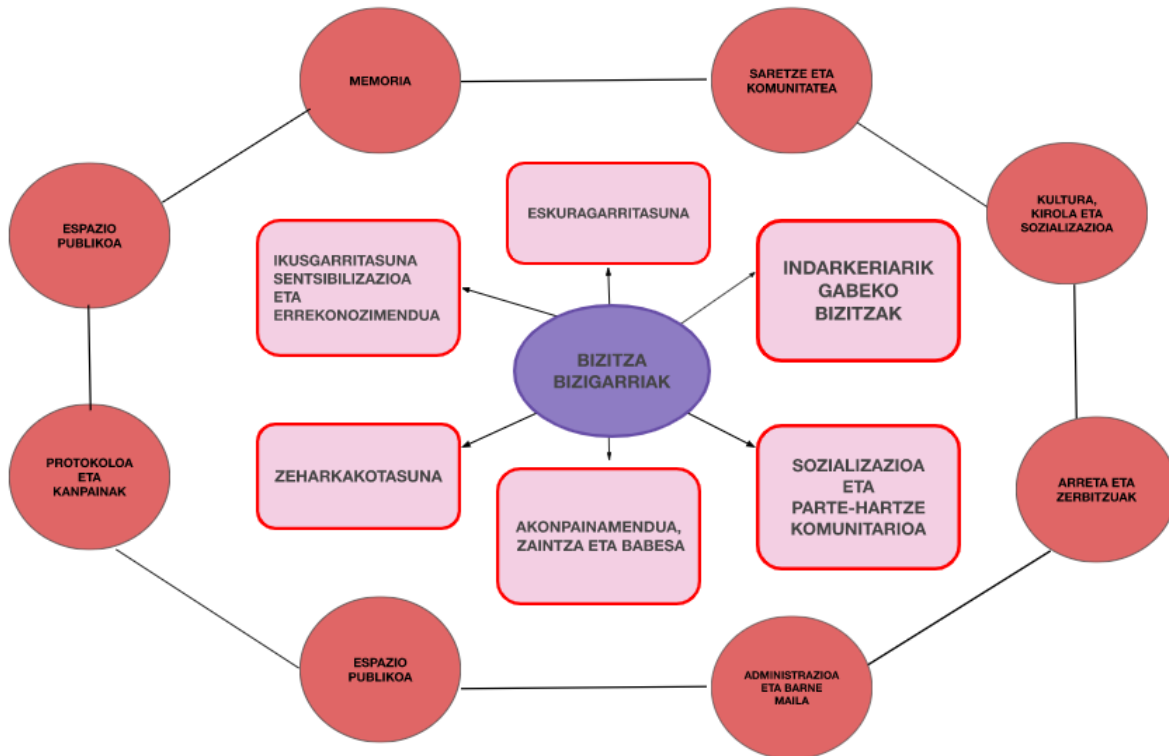 MEMORIA
SARETZE ETA
KOMUNITATEA
ESPAZIO
PUBLIKOA
KULTURA,
KIROLA ETA
SOZIALIZAZIOA
ESKURAGARRITASUNA
IKUSGARRITASUNA
SENTSIBILIZAZIOA
ETA
ERREKONOZIMENDUA
INDARKERIARIK
GABEKO
BIZITZAK
BIZITZA
BIZIGARRIAK
PROTOKOLOA
ETA
KANPAINAK
ZEHARKAKOTASUNA
AKONPAINAMENDUA,
ZAINTZA ETA BABESA
SOZIALIZAZIOA
ETA
PARTE-HARTZE
KOMUNITARIOA
ARRETA ETA
ZERBITZUAK
ESPAZIO
PUBLIKOA
ADMINISTRAZIOA
ETA BARNE
MAILA